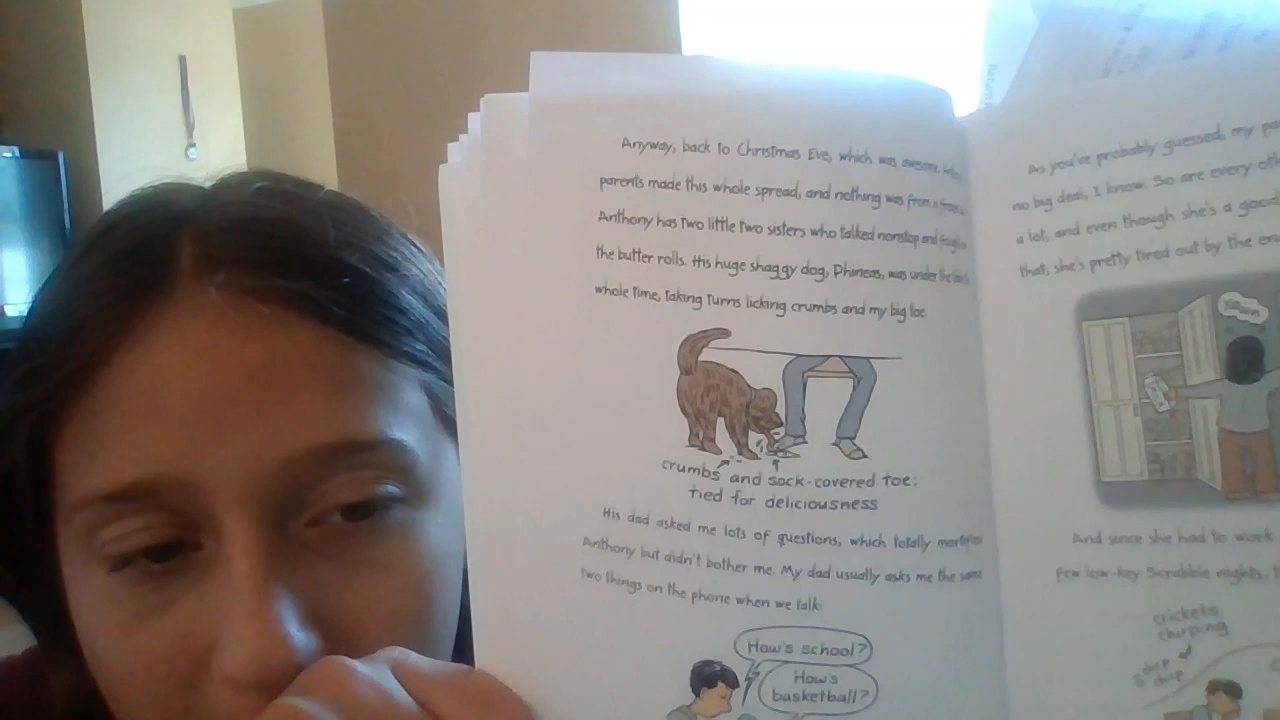 Anyway, back to Christmas Eve, which was awesome
parents made this whole spread, and nothing was from a
Anthony has two little two sisters who talked nonstop and
the butter rolls. His huge shaggy dog, Phineas, was under the
whole time, taking turns licking crumbs and my big toe
crumbs and sock-covered toe:
tied for deliciousness
His dad asked me lots of questions, which totally mortified
Anthony but didn't bother me. My dad usually asks me the same
two things on the phone when we talk:
How's school?
How's
basketball?
As you've probably guessed, my
no big deal, I know. So are every
a lot, and even though she's a good
that, she's pretty tired out by the
And since she had to work
few low-key Scrabble nights.
crickets
chirping
chirp
chirp